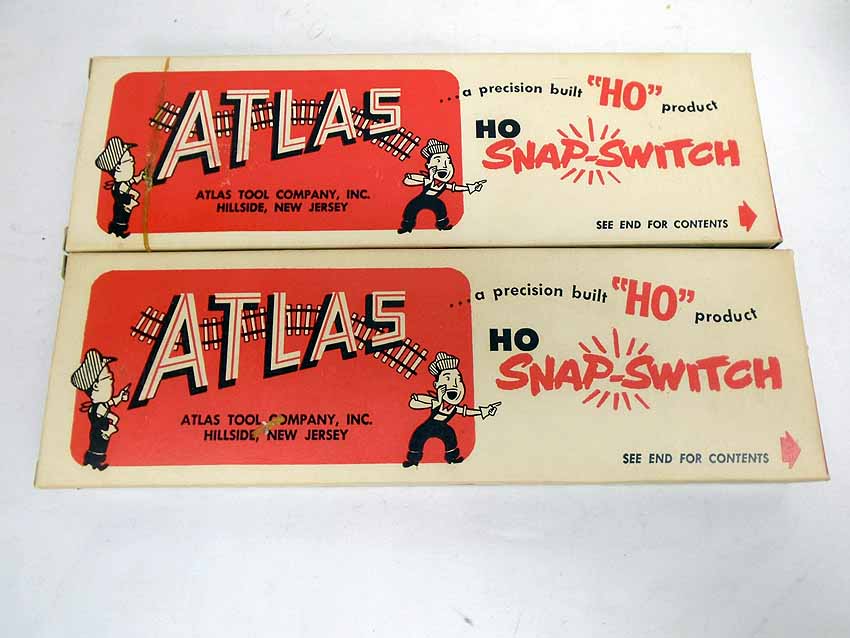 ATLAS
ATLAS TOOL COMPANY, INC.
HILLSIDE, NEW JERSEY
...a precision built "HO" product
HO
SNAP-SWITCH
SEE END FOR CONTENTS
ATLAS
ATLAS TOOL COMPANY, INC.
HILLSIDE, NEW JERSEY
...a precision built "HO" product
HO
SNAP-SWITCH
SEE END FOR CONTENTS